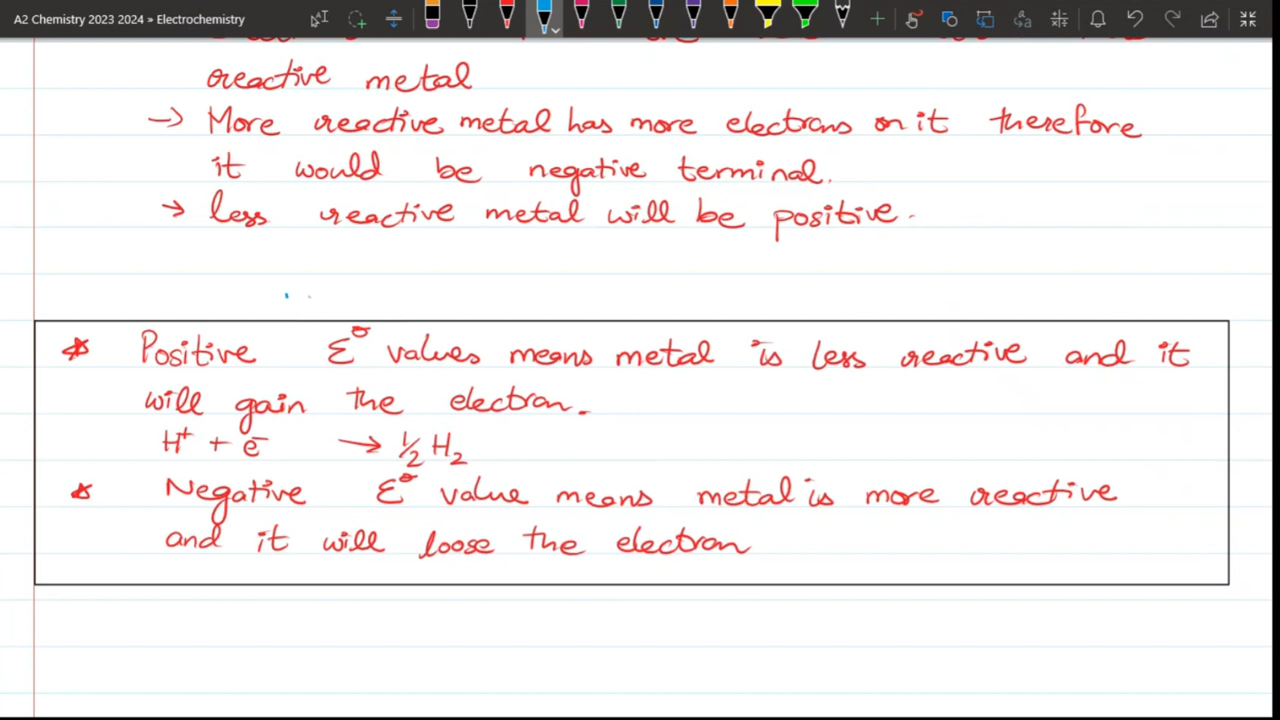 A2 Chemistry 2023 2024 » Electrochemistry
reactive metal
→ More reactive metal has more electrons on it therefore
it would be negative terminal.
→ less reactive metal will be positive.
* Positive E⦵ values means metal is less reactive and it
will gain the electron.
H⁺ + e⁻ → ½ H₂
* Negative E⦵ value means metal is more reactive
and it will loose the electron